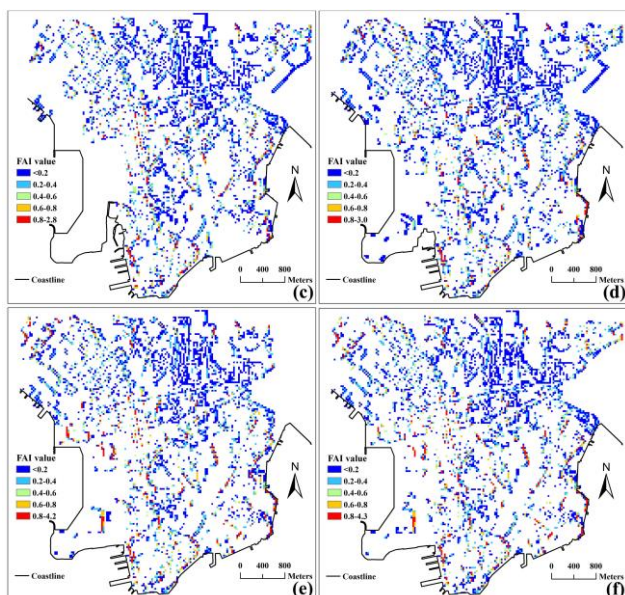 FAI value
<0.2
0.2-0.4
0.4-0.6
0.6-0.8
0.8-2.8
Coastline
N
0 400 800
Meters
(c)
FAI value
<0.2
0.2-0.4
0.4-0.6
0.6-0.8
0.8-3.0
Coastline
N
0 400 800
Meters
(d)
FAI value
<0.2
0.2-0.4
0.4-0.6
0.6-0.8
0.8-4.2
Coastline
N
0 400 800
Meters
(e)
FAI value
<0.2
0.2-0.4
0.4-0.6
0.6-0.8
0.8-4.3
Coastline
N
0 400 800
Meters
(f)